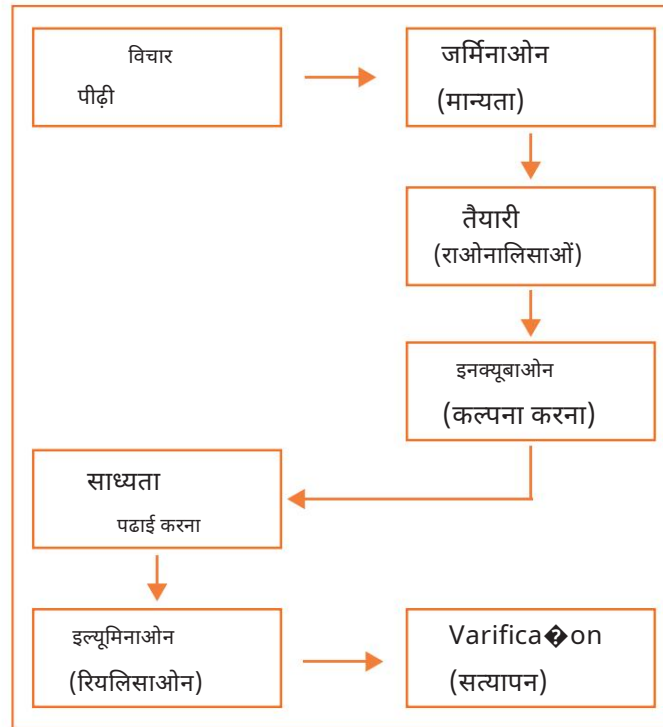 विचार
पीढ़ी
जर्मिनाओन
(मान्यता)
तैयारी
(राओनालिसाओं)
इनक्यूबाओन
(कल्पना करना)
साध्यता
पढाई करना
इल्यूमिनाओन
(रियलिसाओन)
Varifica�on
(सत्यापन)